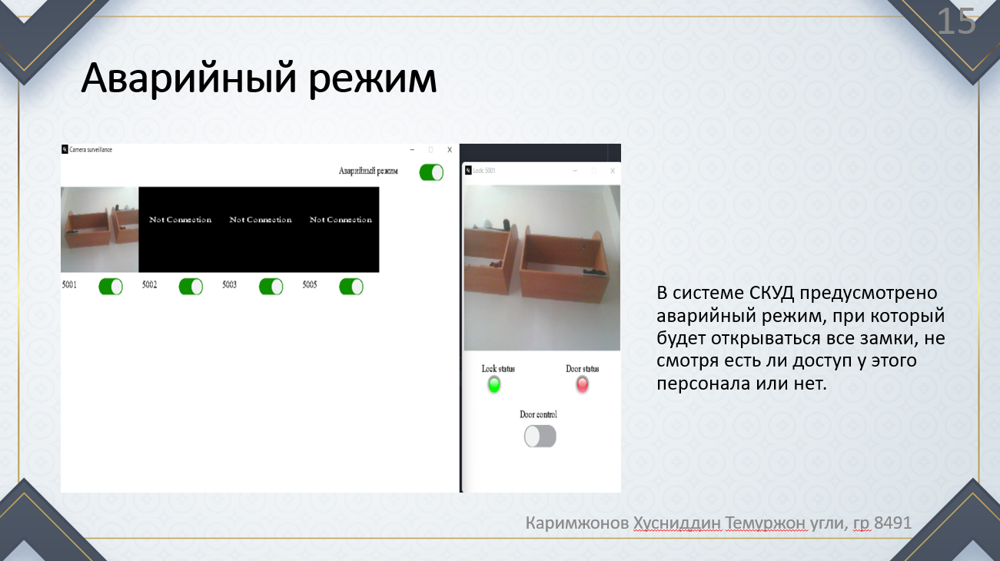 15
Аварийный режим
Camera surveillance
Аварийный режим
Not Connection Not Connection Not Connection
5001 5002 5003 5005
Lock 5001
Lock status Door status
Door control
В системе СКУД предусмотрено
аварийный режим, при который
будет открываться все замки, не
смотря есть ли доступ у этого
персонала или нет.
Каримжонов Хусниддин Темуржон угли, гр 8491